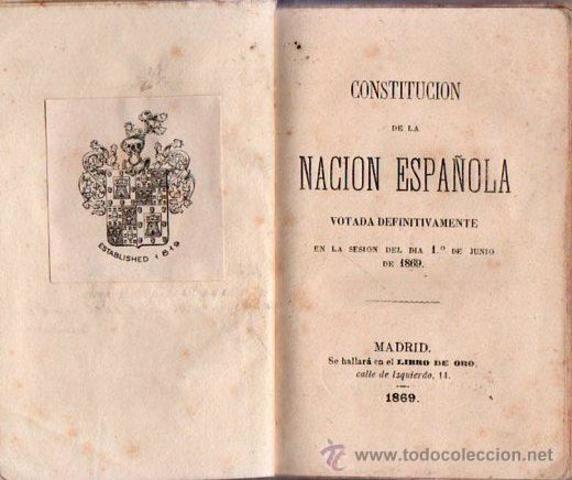 ESTABLISHED 1819
CONSTITUCION
DE LA
NACION ESPAÑOLA
VOTADA DEFINITIVAMENTE
EN LA SESION DEL DIA 1.º DE JUNIO
DE 1869.
MADRID.
Se hallará en el LIBRO DE ORO,
calle de Izquierdo, 11.
1869.
www.todocoleccion.net